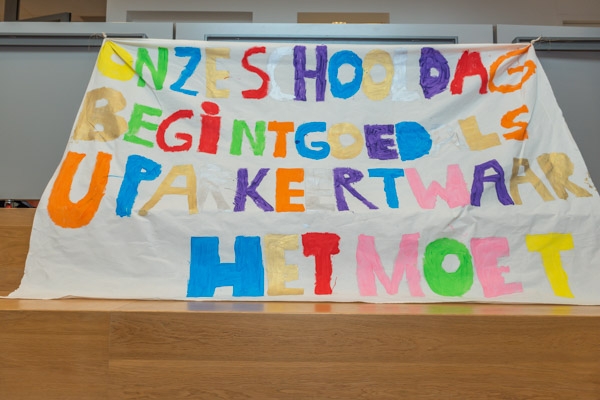 ONZE SCHOOLDAG
BEGINT GOED ALS
U PARKEERT WAAR
HET MOET